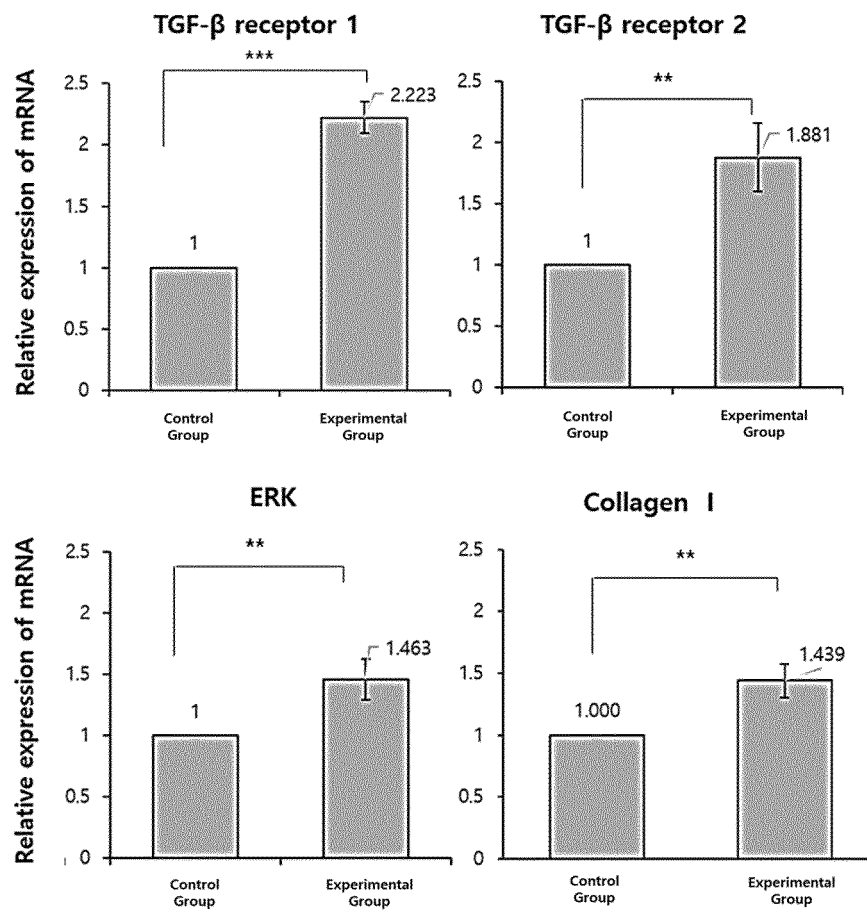 TGF-β receptor 1
Relative expression of mRNA
2.5
2
1.5
1
0.5
0
***
1
2.223
Control
Group
Experimental
Group
TGF-β receptor 2
2.5
2
1.5
1
0.5
0
**
1
1.881
Control
Group
Experimental
Group
ERK
Relative expression of mRNA
2.5
2
1.5
1
0.5
0
**
1
1.463
Control
Group
Experimental
Group
Collagen I
2.5
2
1.5
1
0.5
0
**
1.000
1.439
Control
Group
Experimental
Group